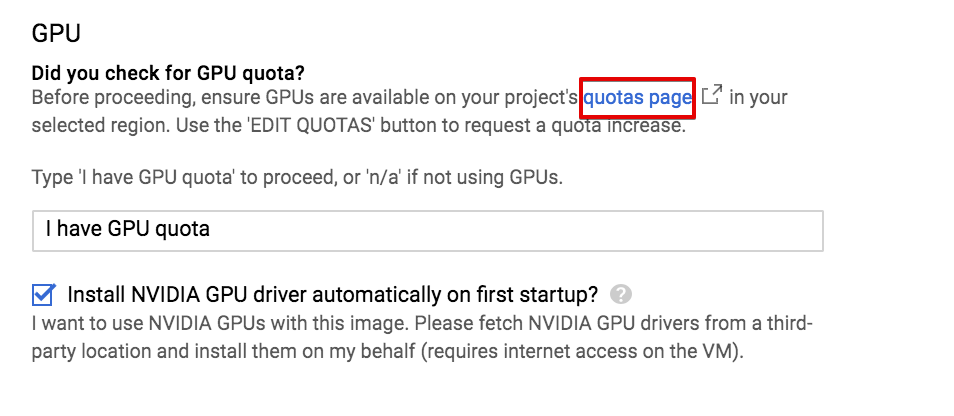 GPU
Did you check for GPU quota?
Before proceeding, ensure GPUs are available on your project's quotas page in your
selected region. Use the 'EDIT QUOTAS' button to request a quota increase.
Type 'I have GPU quota' to proceed, or 'n/a' if not using GPUs.
I have GPU quota
Install NVIDIA GPU driver automatically on first startup? ?
I want to use NVIDIA GPUs with this image. Please fetch NVIDIA GPU drivers from a third-
party location and install them on my behalf (requires internet access on the VM).